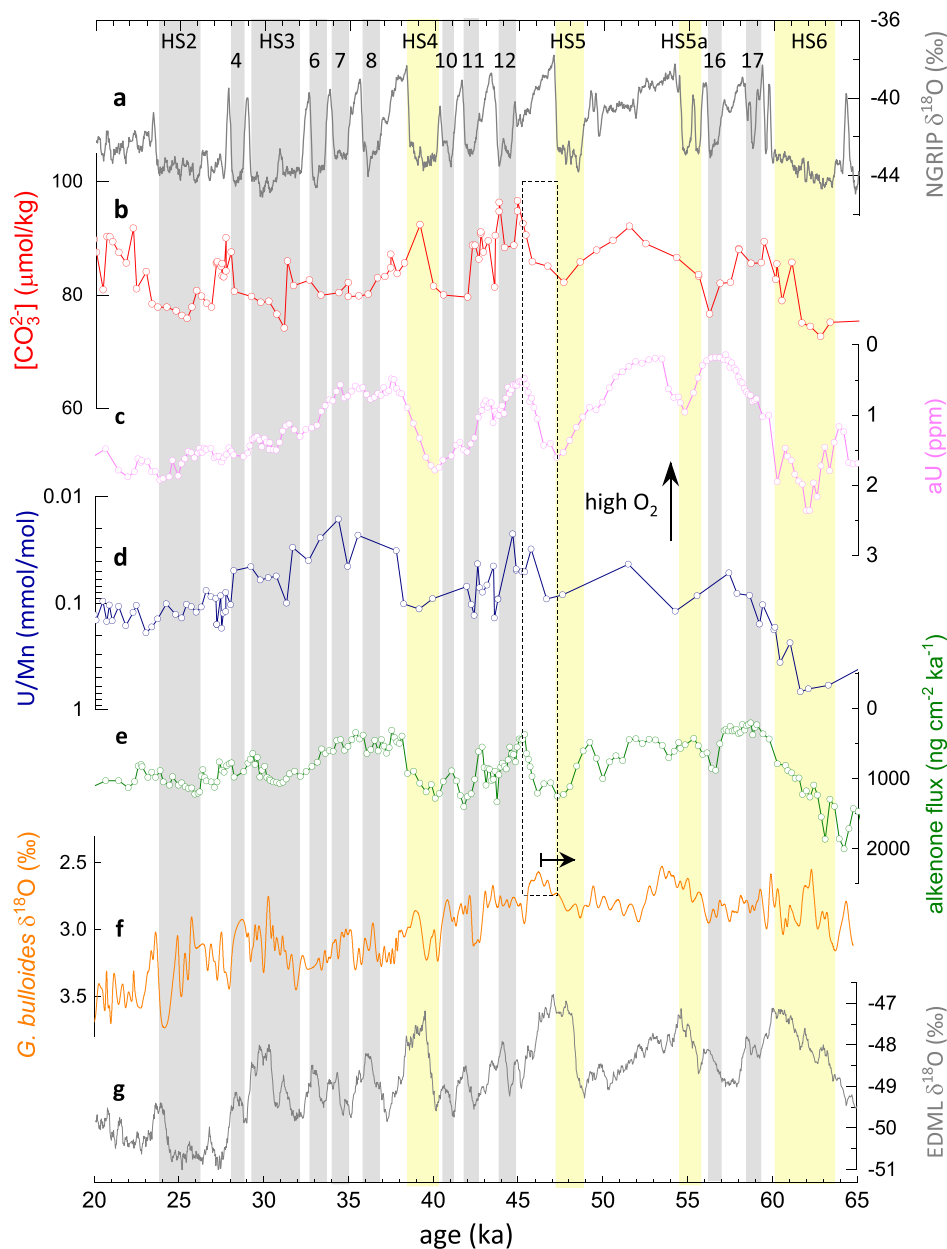 HS2 HS3 HS4 HS5 HS5a HS6
4 6 7 8 10 11 12 16 17
-36
-40
-44
NGRIP δ18O (‰)
a
b
c
d
e
f
g
100
80
60
[CO3 2-] (μmol/kg)
0
1
2
3
aU (ppm)
high O2
0.01
0.1
1
U/Mn (mmol/mol)
0
1000
2000
alkenone flux (ng cm-2 ka-1)
2.5
3.0
3.5
G. bulloides δ18O (‰)
-47
-48
-49
-50
-51
EDML δ18O (‰)
20 25 30 35 40 45 50 55 60 65
age (ka)